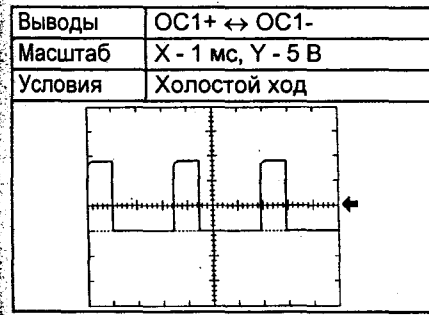 Выводы OC1+ ↔ OC1-
Масштаб X - 1 мс, Y - 5 В
Условия Холостой ход